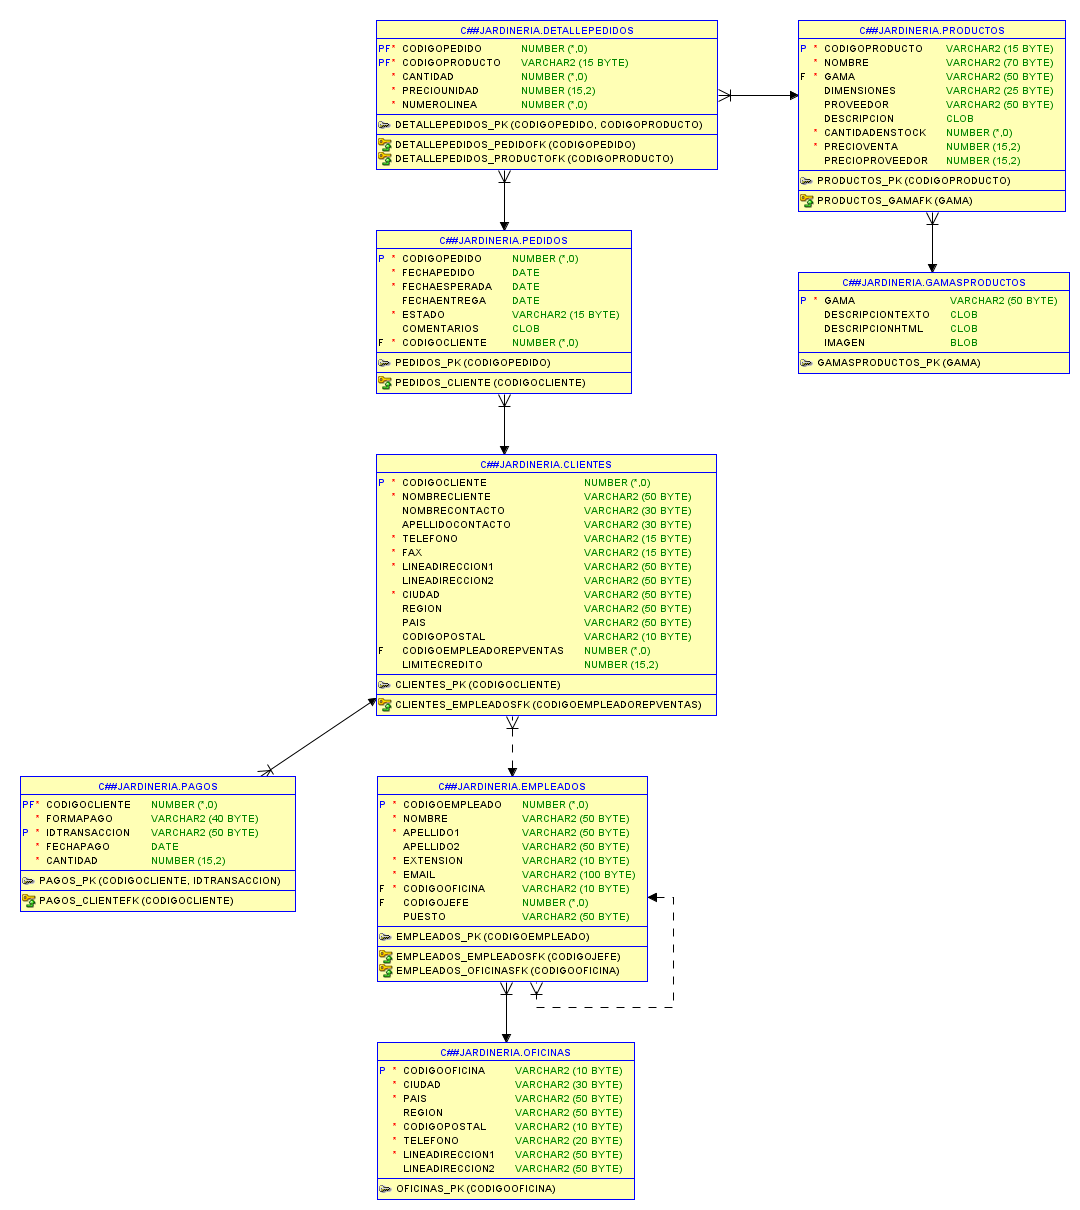 C##JARDINERIA.DETALLEPEDIDOS
PF* CODIGOPEDIDO NUMBER (*,0)
PF* CODIGOPRODUCTO VARCHAR2 (15 BYTE)
* CANTIDAD NUMBER (*,0)
* PRECIOUNIDAD NUMBER (15,2)
* NUMEROLINEA NUMBER (*,0)
DETALLEPEDIDOS_PK (CODIGOPEDIDO, CODIGOPRODUCTO)
DETALLEPEDIDOS_PEDIDOFK (CODIGOPEDIDO)
DETALLEPEDIDOS_PRODUCTOFK (CODIGOPRODUCTO)
C##JARDINERIA.PRODUCTOS
P * CODIGOPRODUCTO VARCHAR2 (15 BYTE)
* NOMBRE VARCHAR2 (70 BYTE)
F * GAMA VARCHAR2 (50 BYTE)
DIMENSIONES VARCHAR2 (25 BYTE)
PROVEEDOR VARCHAR2 (50 BYTE)
DESCRIPCION CLOB
* CANTIDADENSTOCK NUMBER (*,0)
* PRECIOVENTA NUMBER (15,2)
PRECIOPROVEEDOR NUMBER (15,2)
PRODUCTOS_PK (CODIGOPRODUCTO)
PRODUCTOS_GAMAFK (GAMA)
C##JARDINERIA.PEDIDOS
P * CODIGOPEDIDO NUMBER (*,0)
* FECHAPEDIDO DATE
* FECHAESPERADA DATE
FECHAENTREGA DATE
* ESTADO VARCHAR2 (15 BYTE)
COMENTARIOS CLOB
F * CODIGOCLIENTE NUMBER (*,0)
PEDIDOS_PK (CODIGOPEDIDO)
PEDIDOS_CLIENTE (CODIGOCLIENTE)
C##JARDINERIA.GAMASPRODUCTOS
P * GAMA VARCHAR2 (50 BYTE)
DESCRIPCIONTEXTO CLOB
DESCRIPCIONHTML CLOB
IMAGEN BLOB
GAMASPRODUCTOS_PK (GAMA)
C##JARDINERIA.CLIENTES
P * CODIGOCLIENTE NUMBER (*,0)
* NOMBRECLIENTE VARCHAR2 (50 BYTE)
NOMBRECONTACTO VARCHAR2 (30 BYTE)
APELLIDOCONTACTO VARCHAR2 (30 BYTE)
* TELEFONO VARCHAR2 (15 BYTE)
* FAX VARCHAR2 (15 BYTE)
* LINEADIRECCION1 VARCHAR2 (50 BYTE)
LINEADIRECCION2 VARCHAR2 (50 BYTE)
* CIUDAD VARCHAR2 (50 BYTE)
REGION VARCHAR2 (50 BYTE)
PAIS VARCHAR2 (50 BYTE)
CODIGOPOSTAL VARCHAR2 (10 BYTE)
F CODIGOEMPLEADOREPVENTAS NUMBER (*,0)
LIMITECREDITO NUMBER (15,2)
CLIENTES_PK (CODIGOCLIENTE)
CLIENTES_EMPLEADOSFK (CODIGOEMPLEADOREPVENTAS)
C##JARDINERIA.PAGOS
PF* CODIGOCLIENTE NUMBER (*,0)
* FORMAPAGO VARCHAR2 (40 BYTE)
P * IDTRANSACCION VARCHAR2 (50 BYTE)
* FECHAPAGO DATE
* CANTIDAD NUMBER (15,2)
PAGOS_PK (CODIGOCLIENTE, IDTRANSACCION)
PAGOS_CLIENTEFK (CODIGOCLIENTE)
C##JARDINERIA.EMPLEADOS
P * CODIGOEMPLEADO NUMBER (*,0)
* NOMBRE VARCHAR2 (50 BYTE)
* APELLIDO1 VARCHAR2 (50 BYTE)
APELLIDO2 VARCHAR2 (50 BYTE)
* EXTENSION VARCHAR2 (10 BYTE)
* EMAIL VARCHAR2 (100 BYTE)
F * CODIGOOFICINA VARCHAR2 (10 BYTE)
F CODIGOJEFE NUMBER (*,0)
PUESTO VARCHAR2 (50 BYTE)
EMPLEADOS_PK (CODIGOEMPLEADO)
EMPLEADOS_EMPLEADOSFK (CODIGOJEFE)
EMPLEADOS_OFICINASFK (CODIGOOFICINA)
C##JARDINERIA.OFICINAS
P * CODIGOOFICINA VARCHAR2 (10 BYTE)
* CIUDAD VARCHAR2 (30 BYTE)
* PAIS VARCHAR2 (50 BYTE)
REGION VARCHAR2 (50 BYTE)
* CODIGOPOSTAL VARCHAR2 (10 BYTE)
* TELEFONO VARCHAR2 (20 BYTE)
* LINEADIRECCION1 VARCHAR2 (50 BYTE)
LINEADIRECCION2 VARCHAR2 (50 BYTE)
OFICINAS_PK (CODIGOOFICINA)